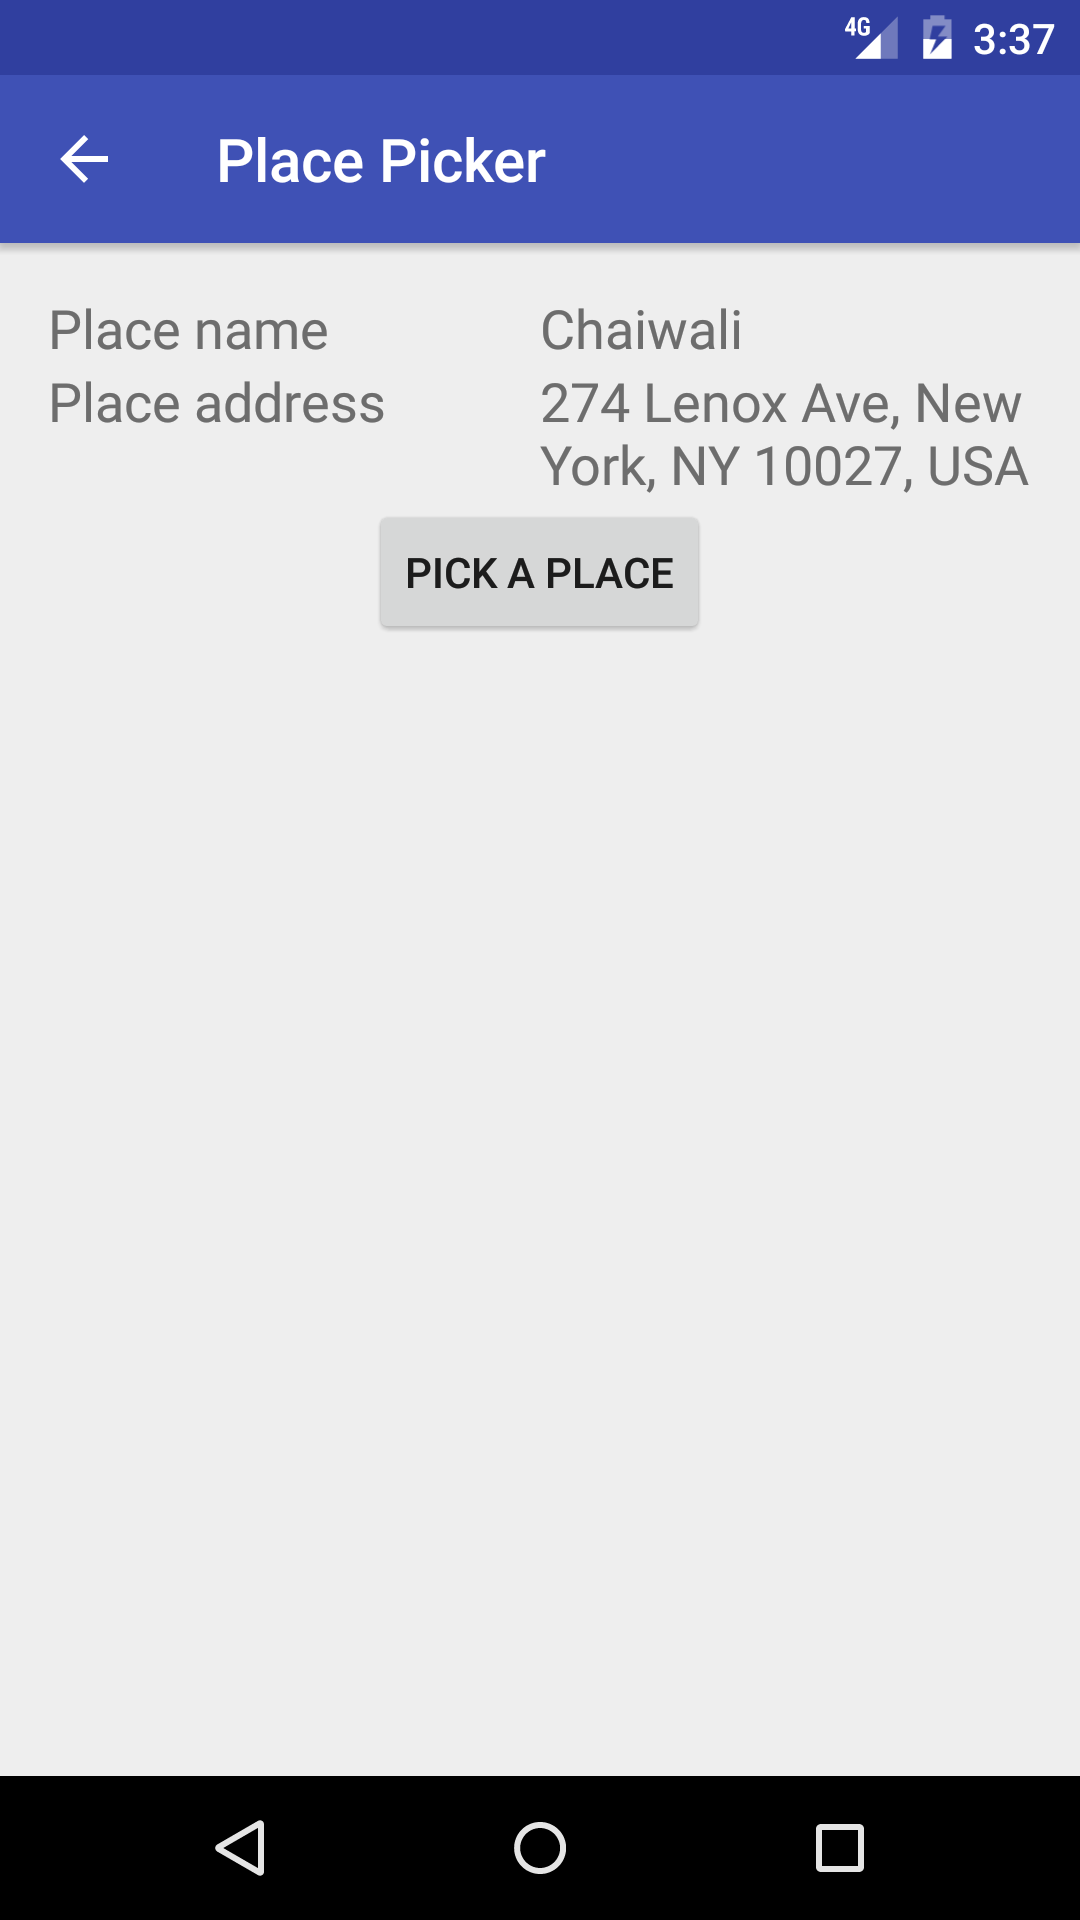 4G 3:37
Place Picker
Place name Chaiwali
Place address 274 Lenox Ave, New
York, NY 10027, USA
PICK A PLACE